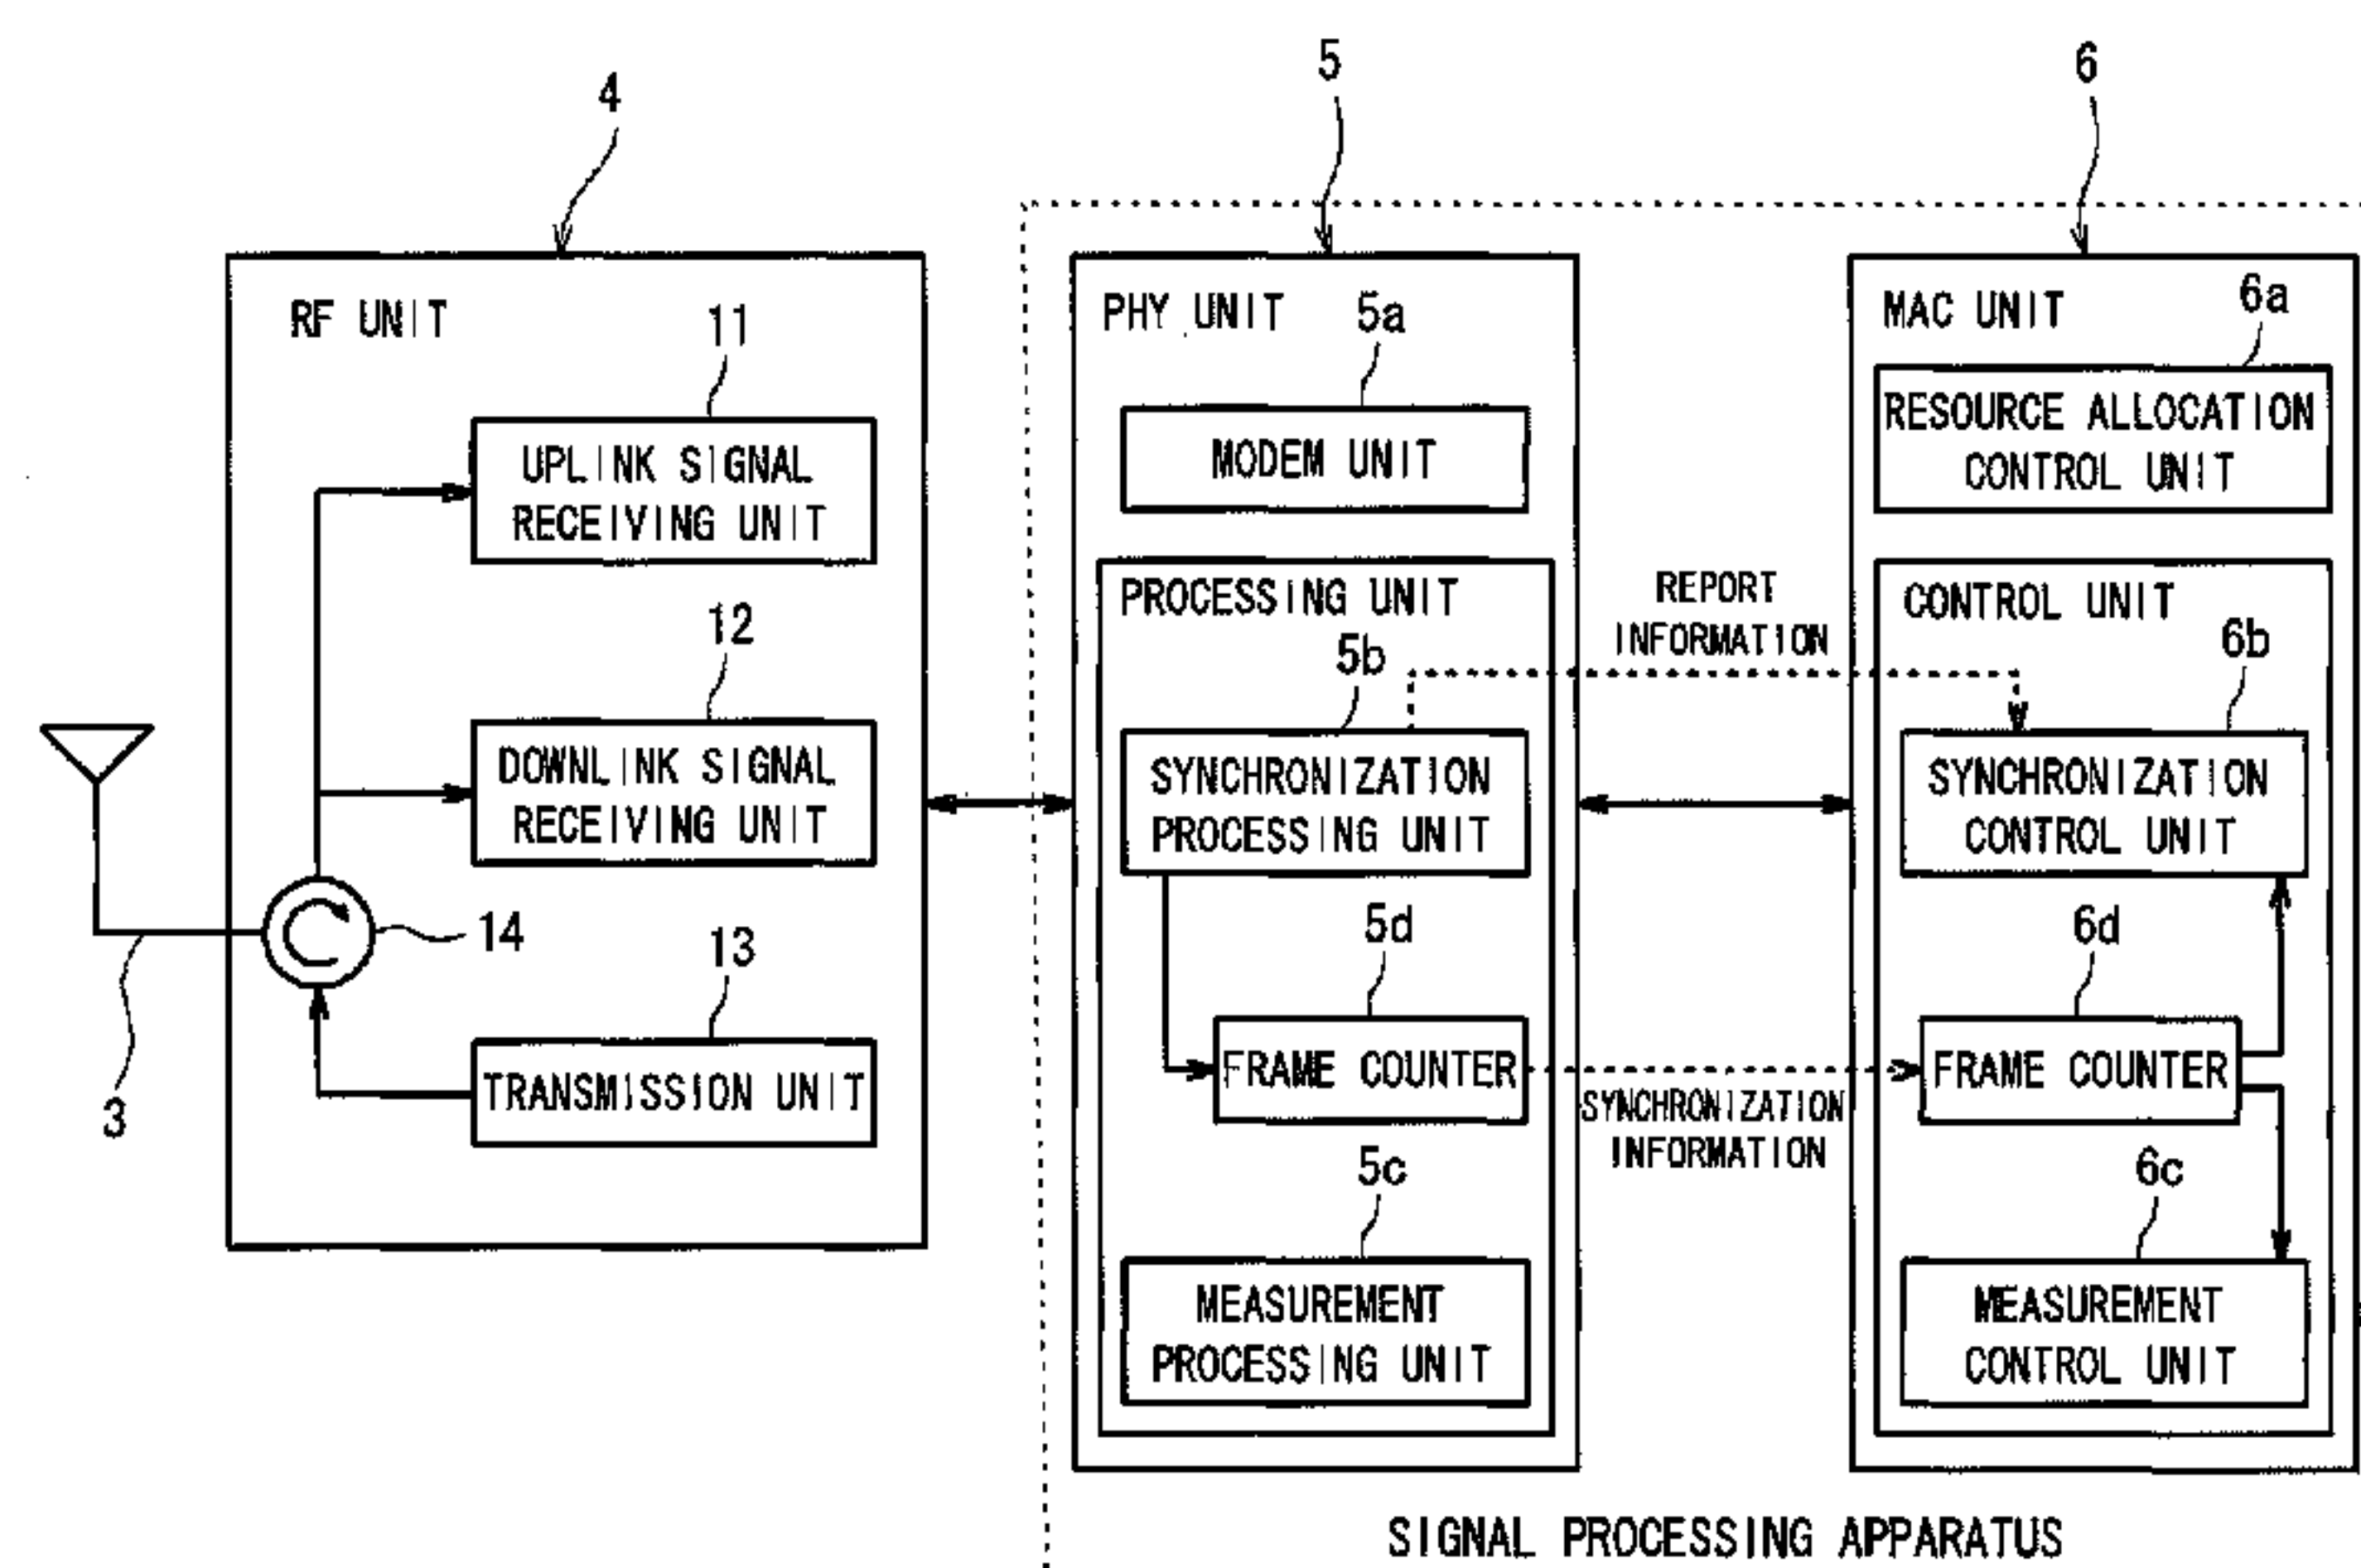 4
5
6
RF UNIT
11
UPLINK SIGNAL
RECEIVING UNIT
12
DOWNLINK SIGNAL
RECEIVING UNIT
14
13
TRANSMISSION UNIT
3
PHY UNIT
5a
MODEM UNIT
PROCESSING UNIT
5b
SYNCHRONIZATION
PROCESSING UNIT
5d
FRAME COUNTER
5c
MEASUREMENT
PROCESSING UNIT
REPORT
INFORMATION
SYNCHRONIZATION
INFORMATION
MAC UNIT
6a
RESOURCE ALLOCATION
CONTROL UNIT
CONTROL UNIT
6b
SYNCHRONIZATION
CONTROL UNIT
6d
FRAME COUNTER
6c
MEASUREMENT
CONTROL UNIT
SIGNAL PROCESSING APPARATUS